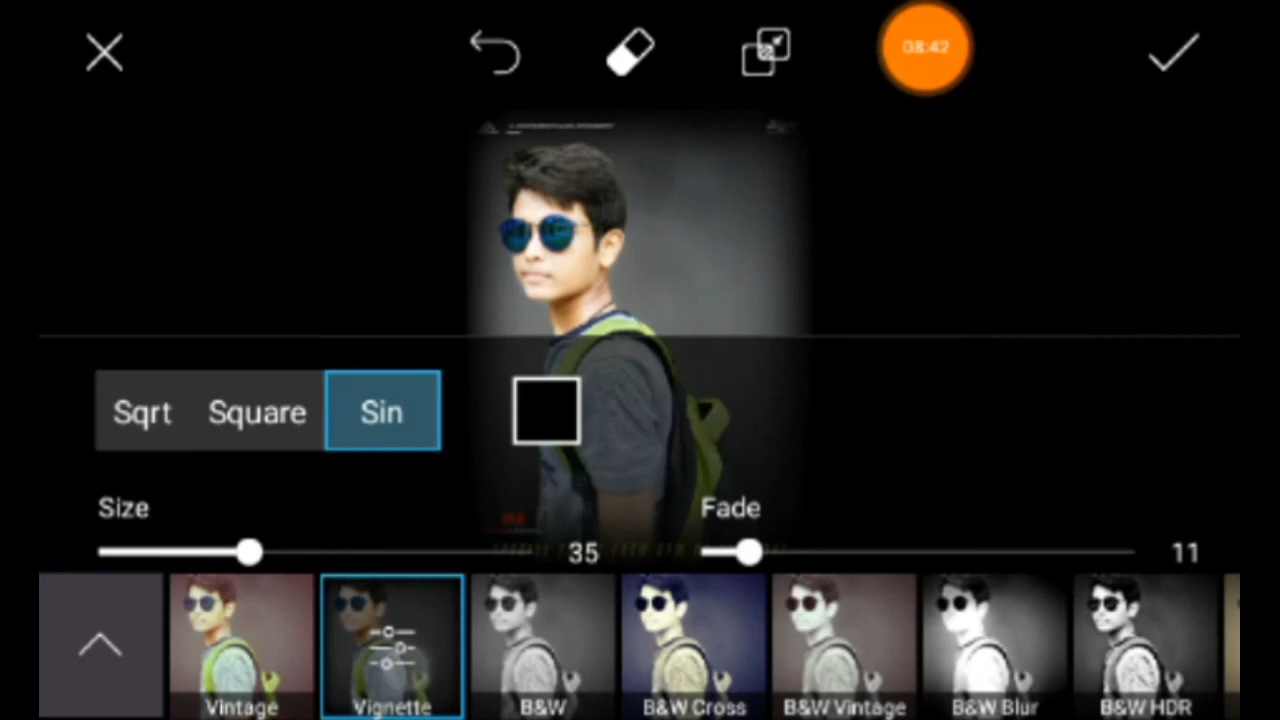 08:42
Sqrt Square Sin
Size
Fade
35
11
Vintage
Vignette
B&W
B&W Cross
B&W Vintage
B&W Blur
B&W HDR